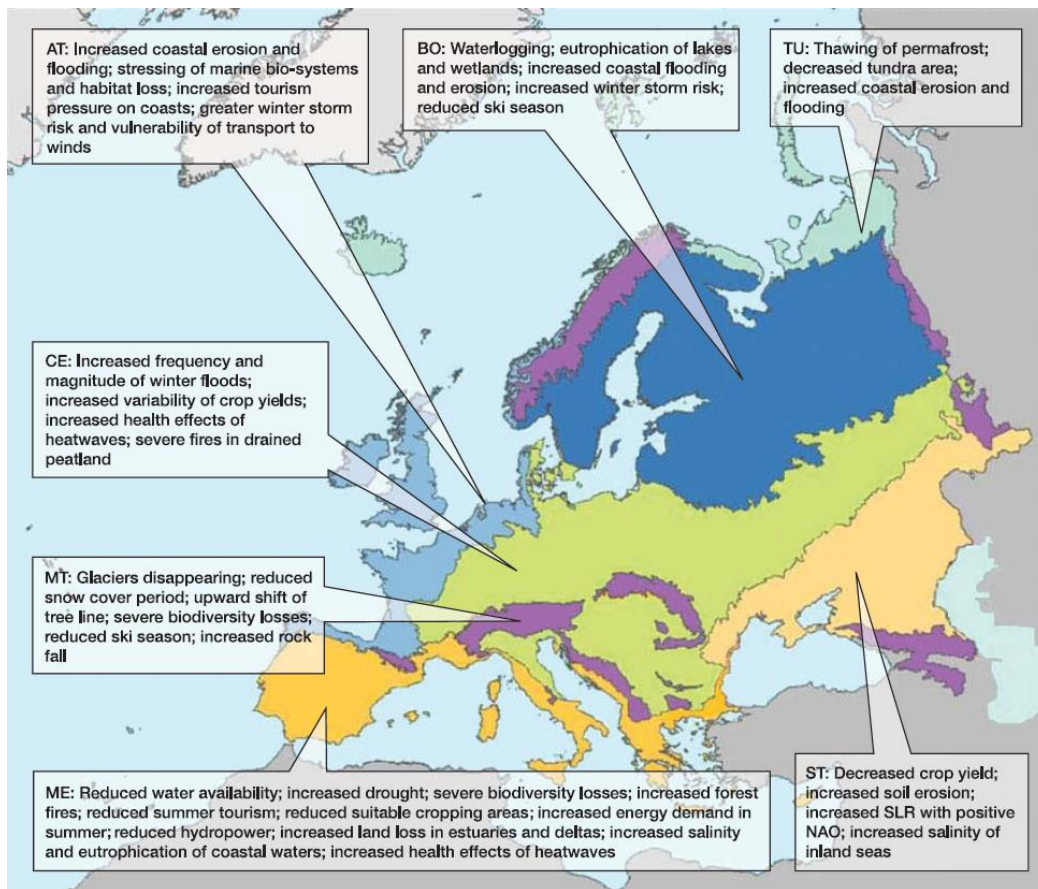 AT: Increased coastal erosion and
flooding; stressing of marine bio-systems
and habitat loss; increased tourism
pressure on coasts; greater winter storm
risk and vulnerability of transport to
winds
BO: Waterlogging; eutrophication of lakes
and wetlands; increased coastal flooding
and erosion; increased winter storm risk;
reduced ski season
TU: Thawing of permafrost;
decreased tundra area;
increased coastal erosion and
flooding
CE: Increased frequency and
magnitude of winter floods;
increased variability of crop yields;
increased health effects of
heatwaves; severe fires in drained
peatland
MT: Glaciers disappearing; reduced
snow cover period; upward shift of
tree line; severe biodiversity losses;
reduced ski season; increased rock
fall
ME: Reduced water availability; increased drought; severe biodiversity losses; increased forest
fires; reduced summer tourism; reduced suitable cropping areas; increased energy demand in
summer; reduced hydropower; increased land loss in estuaries and deltas; increased salinity
and eutrophication of coastal waters; increased health effects of heatwaves
ST: Decreased crop yield;
increased soil erosion;
increased SLR with positive
NAO; increased salinity of
inland seas